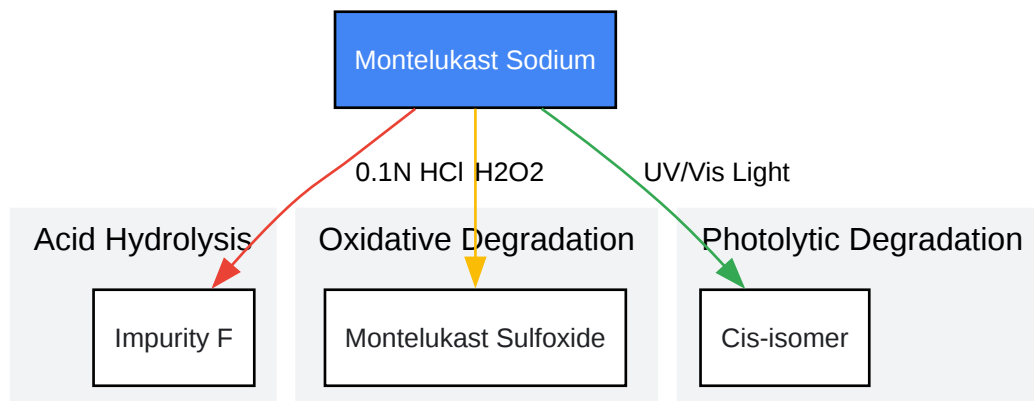 Montelukast Sodium
0.1N HCl
H2O2
UV/Vis Light
Acid Hydrolysis
Oxidative Degradation
Photolytic Degradation
Impurity F
Montelukast Sulfoxide
Cis-isomer